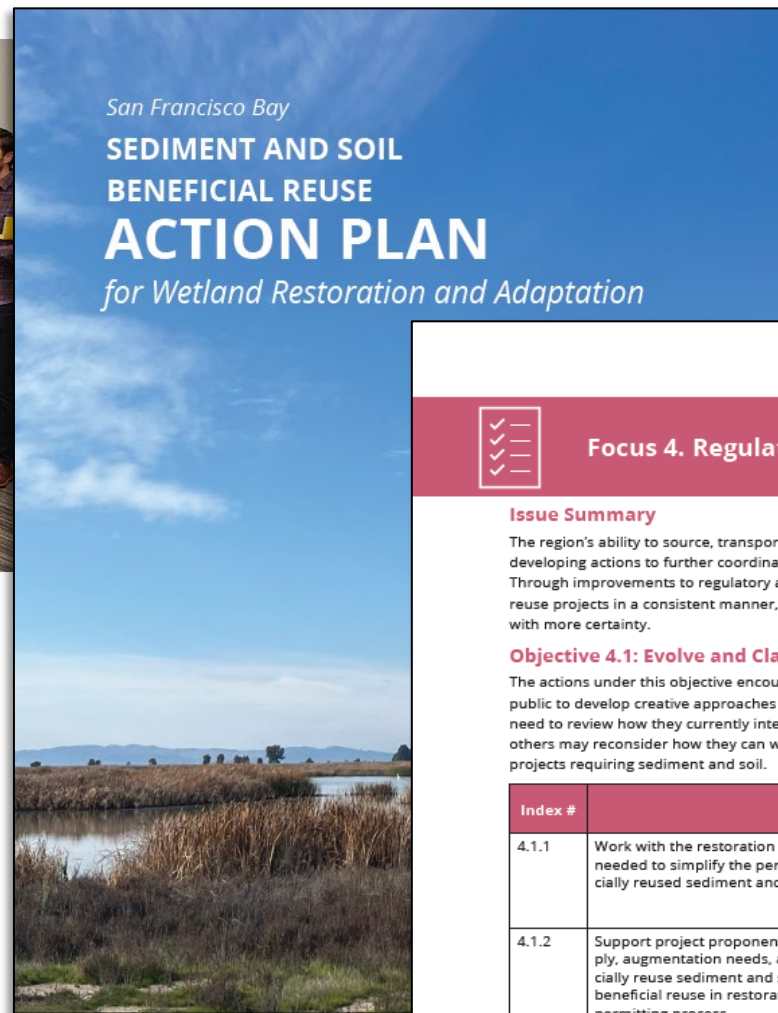 San Francisco Bay
SEDIMENT AND SOIL
BENEFICIAL REUSE
ACTION PLAN
for Wetland Restoration and Adaptation
Focus 4. Regula
Issue Summary
The region's ability to source, transpor
developing actions to further coordina
Through improvements to regulatory a
reuse projects in a consistent manner,
with more certainty.
Objective 4.1: Evolve and Cla
The actions under this objective encou
public to develop creative approaches
need to review how they currently inte
others may reconsider how they can w
projects requiring sediment and soil.
Index #
4.1.1 Work with the restoration
needed to simplify the per
cially reused sediment and
4.1.2 Support project proponen
ply, augmentation needs, a
cially reuse sediment and s
beneficial reuse in restora
permitting process